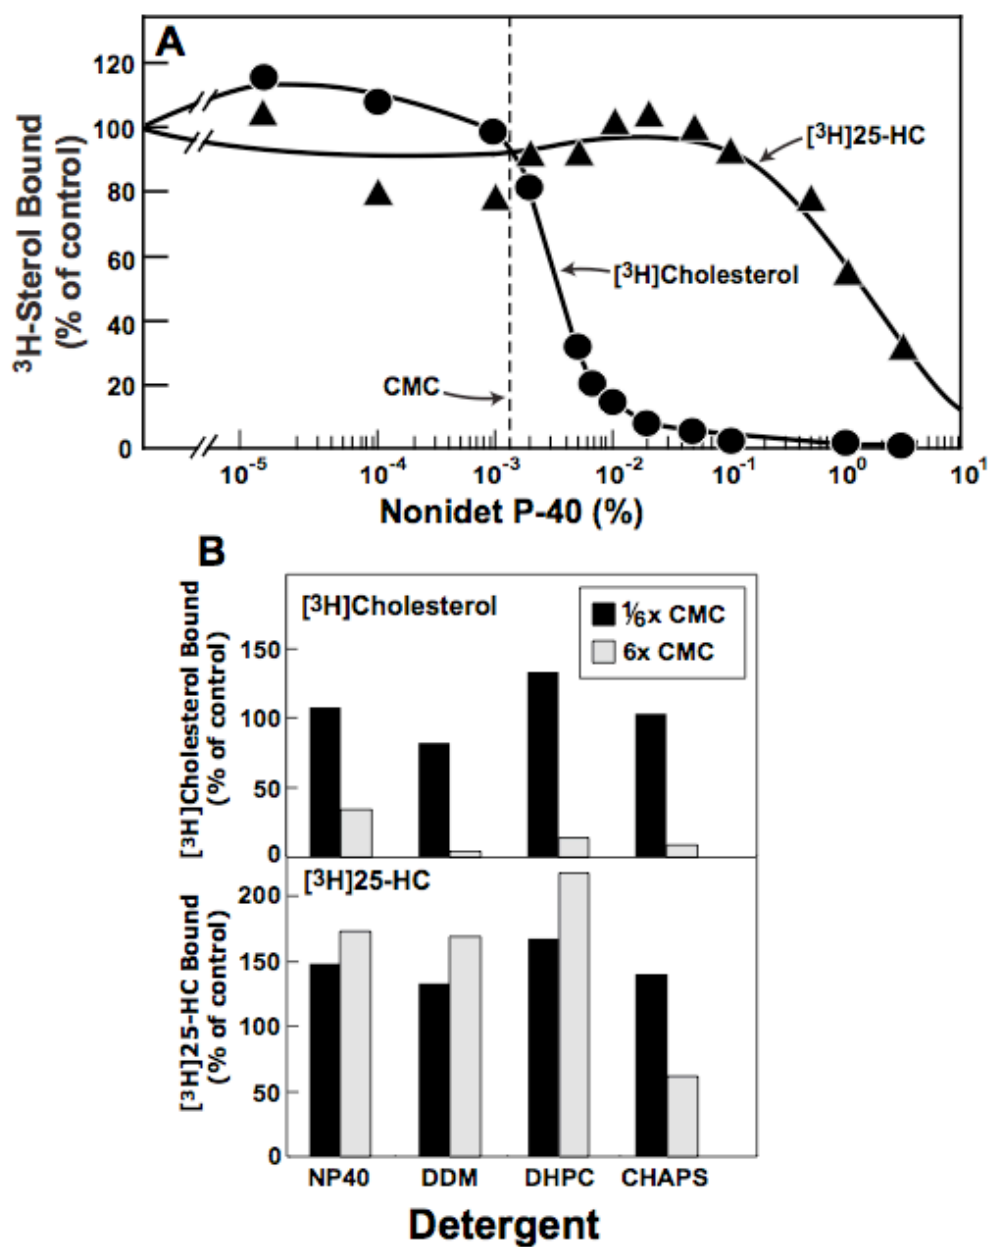 A
³H-Sterol Bound
(% of control)
120
100
80
60
40
20
0
[³H]25-HC
[³H]Cholesterol
CMC
10⁻⁵ 10⁻⁴ 10⁻³ 10⁻² 10⁻¹ 10⁰ 10¹
Nonidet P-40 (%)
B
[³H]Cholesterol Bound
(% of control)
[³H]Cholesterol
⅙x CMC
6x CMC
150
100
50
0
[³H]25-HC Bound
(% of control)
[³H]25-HC
200
150
100
50
0
NP40 DDM DHPC CHAPS
Detergent